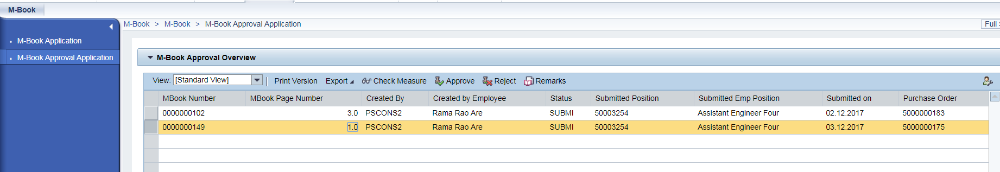 M-Book
M-Book > M-Book > M-Book Approval Application
Full
M-Book Application
M-Book Approval Application
M-Book Approval Overview
View: [Standard View] Print Version Export Check Measure Approve Reject Remarks
MBook Number MBook Page Number Created By Created by Employee Status Submitted Position Submitted Emp Position Submitted on Purchase Order
0000000102 3.0 PSCONS2 Rama Rao Are SUBMI 50003254 Assistant Engineer Four 02.12.2017 5000000183
0000000149 1.0 PSCONS2 Rama Rao Are SUBMI 50003254 Assistant Engineer Four 03.12.2017 5000000175